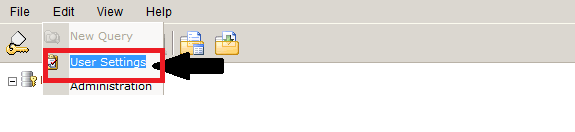 File Edit View Help
New Query
User Settings
Administration